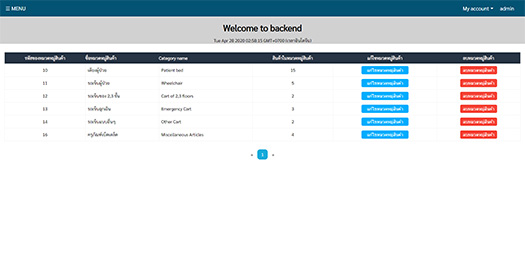 ☰ MENU My account admin
Welcome to backend
Tue Apr 28 2020 02:58:15 GMT+0700 (เวลาอินโดจีน)
รหัสของหมวดหมู่สินค้า ชื่อหมวดหมู่สินค้า Category name สินค้าในหมวดหมู่สินค้า แก้ไขหมวดหมู่สินค้า ลบหมวดหมู่สินค้า
10 เตียงผู้ป่วย Patient bed 15 แก้ไขหมวดหมู่สินค้า ลบหมวดหมู่สินค้า
11 รถเข็นผู้ป่วย Wheelchair 5 แก้ไขหมวดหมู่สินค้า ลบหมวดหมู่สินค้า
12 รถเข็นของ 2,3 ชั้น Cart of 2,3 floors 2 แก้ไขหมวดหมู่สินค้า ลบหมวดหมู่สินค้า
13 รถเข็นฉุกเฉิน Emergency Cart 3 แก้ไขหมวดหมู่สินค้า ลบหมวดหมู่สินค้า
14 รถเข็นแบบอื่นๆ Other Cart 2 แก้ไขหมวดหมู่สินค้า ลบหมวดหมู่สินค้า
16 ครุภัณฑ์เบ็ดเตล็ด Miscellaneous Articles 4 แก้ไขหมวดหมู่สินค้า ลบหมวดหมู่สินค้า
« 1 »